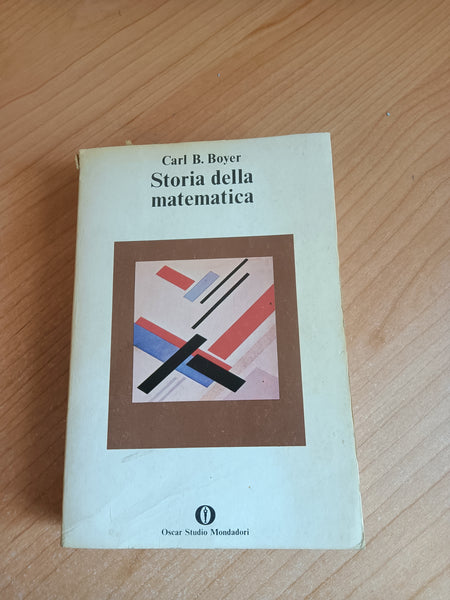 Carl B. Boyer
Storia della
matematica
Oscar Studio Mondadori